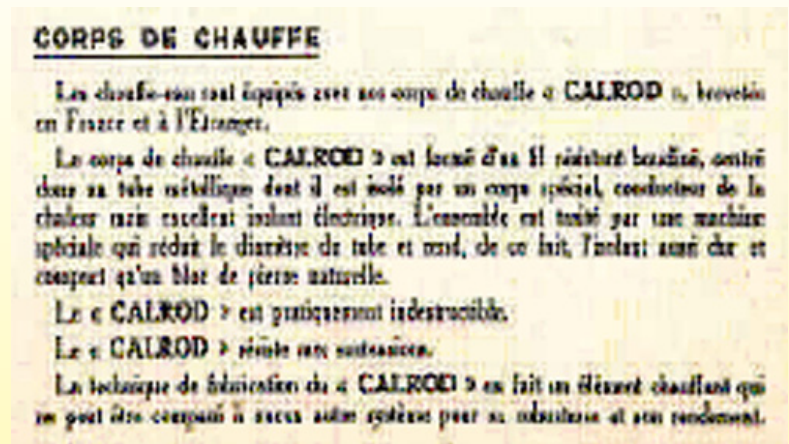 CORPS DE CHAUFFE
Les chauffe-eau sont équipés avec nos corps de chauffe « CALROD », brevetés
en France et à l'Étranger.
Le corps de chauffe « CALROD » est formé d'un fil résistant boudiné, centré
dans un tube métallique dont il est isolé par un corps spécial, conducteur de la
chaleur mais excellent isolant électrique. L'ensemble est traité par une machine
spéciale qui réduit le diamètre du tube et rend, de ce fait, l'isolant aussi dur et
compact qu'un bloc de pierre naturelle.
Le « CALROD » est pratiquement indestructible.
Le « CALROD » résiste aux
La technique de fabrication du « CALROD » en fait un élément chauffant qui
ne peut être comparé à aucun autre système pour sa robustesse et son rendement.